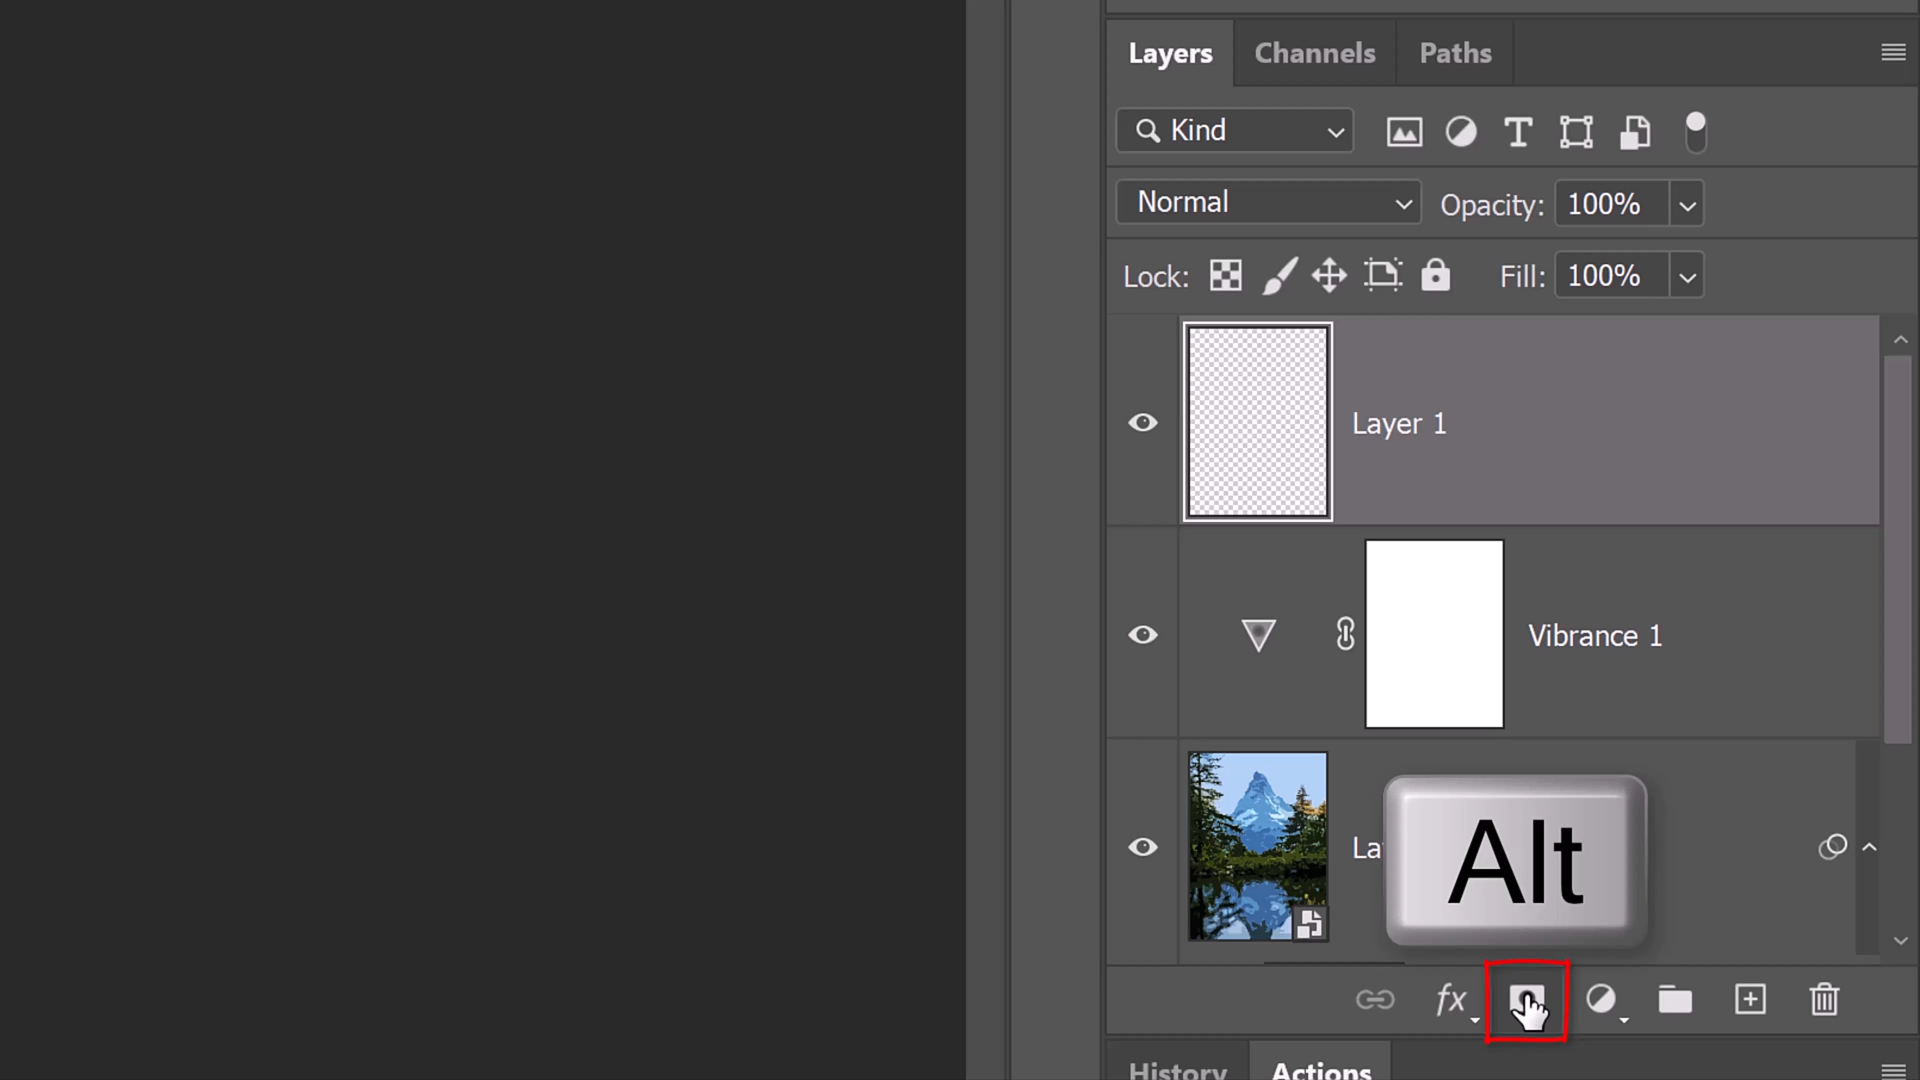 Layers Channels Paths
Kind
Normal Opacity: 100%
Lock: Fill: 100%
Layer 1
Vibrance 1
La
Alt
fx
History Actions